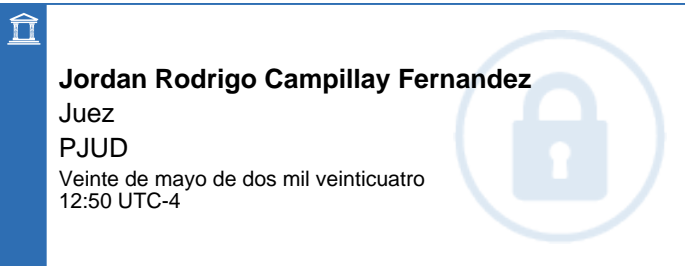 Jordan Rodrigo Campillay Fernandez
Juez
PJUD
Veinte de mayo de dos mil veinticuatro
12:50 UTC-4